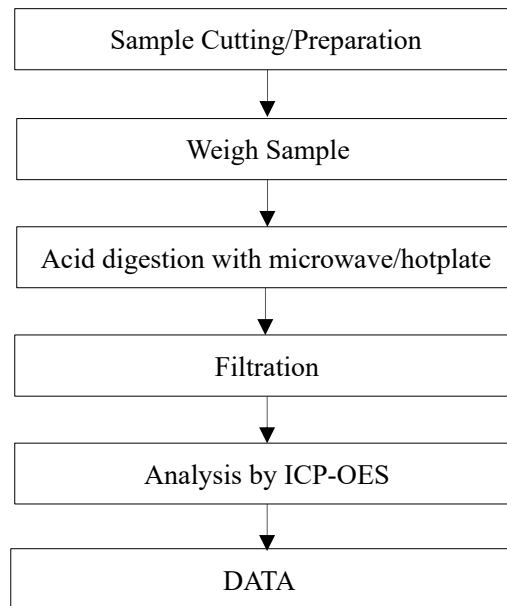 Sample Cutting/Preparation
Weigh Sample
Acid digestion with microwave/hotplate
Filtration
Analysis by ICP-OES
DATA